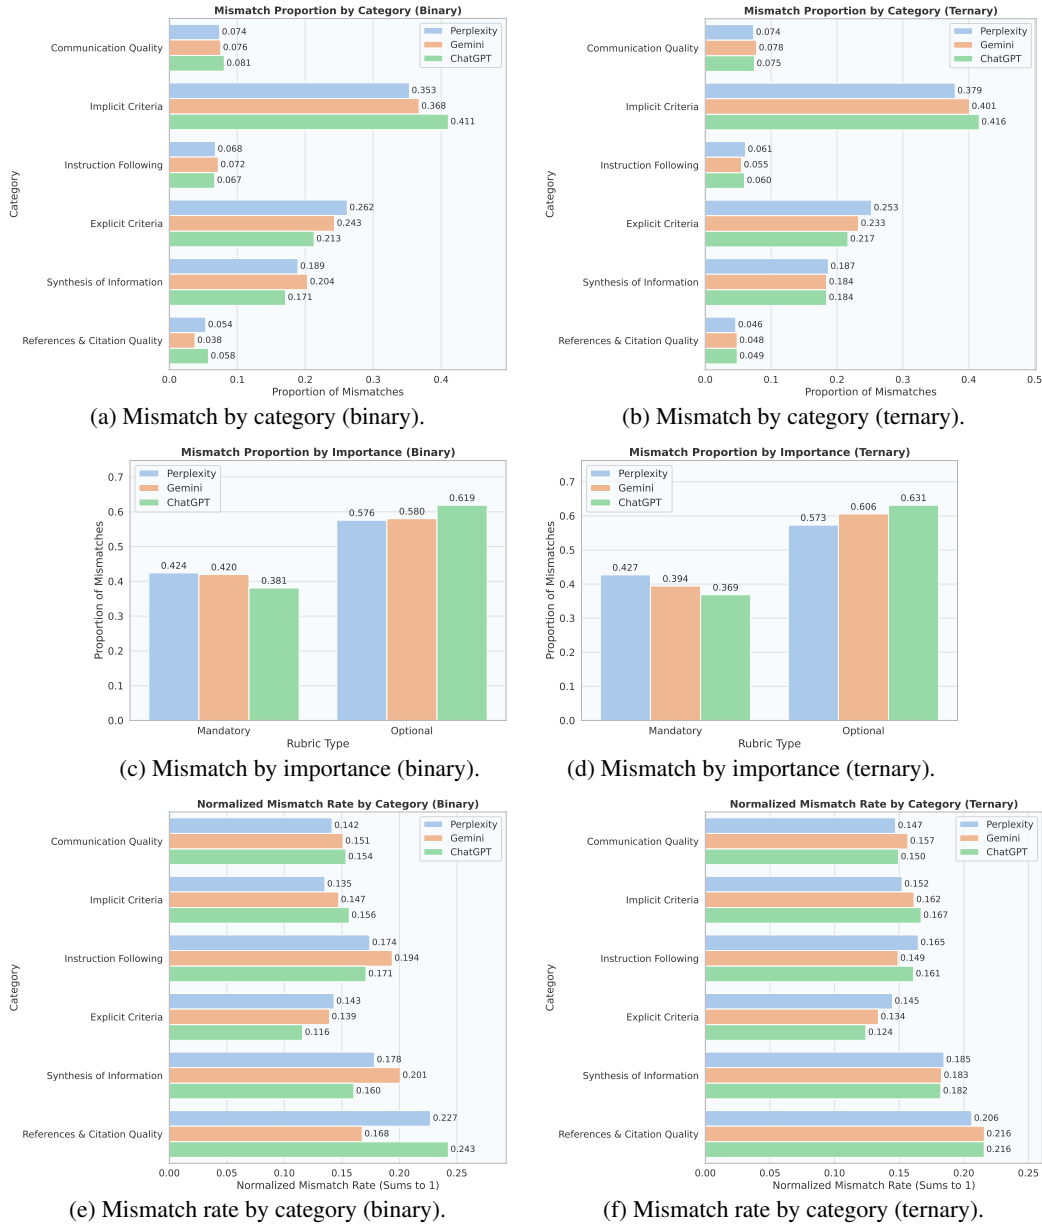 Mismatch Proportion by Category (Binary)
Perplexity
Gemini
ChatGPT
Category
Communication Quality
0.074
0.076
0.081
Implicit Criteria
0.353
0.368
0.411
Instruction Following
0.068
0.072
0.067
Explicit Criteria
0.262
0.243
0.213
Synthesis of Information
0.189
0.204
0.171
References & Citation Quality
0.054
0.038
0.058
0.0 0.1 0.2 0.3 0.4
Proportion of Mismatches
(a) Mismatch by category (binary).
Mismatch Proportion by Category (Ternary)
Perplexity
Gemini
ChatGPT
Category
Communication Quality
0.074
0.078
0.075
Implicit Criteria
0.379
0.401
0.416
Instruction Following
0.061
0.055
0.060
Explicit Criteria
0.253
0.233
0.217
Synthesis of Information
0.187
0.184
0.184
References & Citation Quality
0.046
0.048
0.049
0.0 0.1 0.2 0.3 0.4 0.5
Proportion of Mismatches
(b) Mismatch by category (ternary).
Mismatch Proportion by Importance (Binary)
Perplexity
Gemini
ChatGPT
Proportion of Mismatches
0.7
0.6
0.5
0.4
0.3
0.2
0.1
0.0
0.424 0.420 0.381
0.576 0.580 0.619
Mandatory Optional
Rubric Type
(c) Mismatch by importance (binary).
Mismatch Proportion by Importance (Ternary)
Perplexity
Gemini
ChatGPT
Proportion of Mismatches
0.7
0.6
0.5
0.4
0.3
0.2
0.1
0.0
0.427 0.394 0.369
0.573 0.606 0.631
Mandatory Optional
Rubric Type
(d) Mismatch by importance (ternary).
Normalized Mismatch Rate by Category (Binary)
Perplexity
Gemini
ChatGPT
Category
Communication Quality
0.142
0.151
0.154
Implicit Criteria
0.135
0.147
0.156
Instruction Following
0.174
0.194
0.171
Explicit Criteria
0.143
0.139
0.116
Synthesis of Information
0.178
0.201
0.160
References & Citation Quality
0.227
0.168
0.243
0.00 0.05 0.10 0.15 0.20 0.25
Normalized Mismatch Rate (Sums to 1)
(e) Mismatch rate by category (binary).
Normalized Mismatch Rate by Category (Ternary)
Perplexity
Gemini
ChatGPT
Category
Communication Quality
0.147
0.157
0.150
Implicit Criteria
0.152
0.162
0.167
Instruction Following
0.165
0.149
0.161
Explicit Criteria
0.145
0.134
0.124
Synthesis of Information
0.185
0.183
0.182
References & Citation Quality
0.206
0.216
0.216
0.00 0.05 0.10 0.15 0.20 0.25
Normalized Mismatch Rate (Sums to 1)
(f) Mismatch rate by category (ternary).